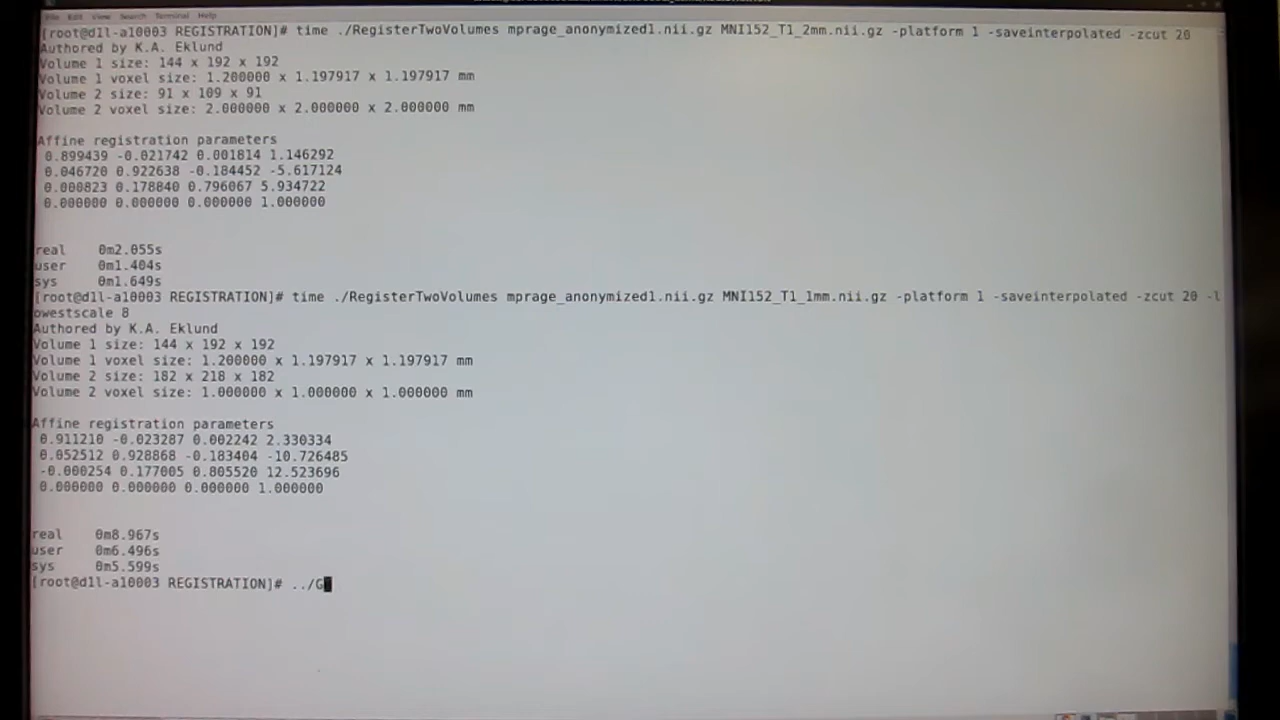 File Edit View Search Terminal Help
[root@d1l-a10003 REGISTRATION]# time ./RegisterTwoVolumes mprage_anonymized1.nii.gz MNI152_T1_2mm.nii.gz -platform 1 -saveinterpolated -zcut 20
Authored by K.A. Eklund
Volume 1 size: 144 x 192 x 192
Volume 1 voxel size: 1.200000 x 1.197917 x 1.197917 mm
Volume 2 size: 91 x 109 x 91
Volume 2 voxel size: 2.000000 x 2.000000 x 2.000000 mm
Affine registration parameters
0.899439 -0.021742 0.001814 1.146292
0.046720 0.922638 -0.184452 -5.617124
0.000823 0.178840 0.796067 5.934722
0.000000 0.000000 0.000000 1.000000
real 0m2.055s
user 0m1.404s
sys 0m1.649s
[root@d1l-a10003 REGISTRATION]# time ./RegisterTwoVolumes mprage_anonymized1.nii.gz MNI152_T1_1mm.nii.gz -platform 1 -saveinterpolated -zcut 20 -l
owestscale 8
Authored by K.A. Eklund
Volume 1 size: 144 x 192 x 192
Volume 1 voxel size: 1.200000 x 1.197917 x 1.197917 mm
Volume 2 size: 182 x 218 x 182
Volume 2 voxel size: 1.000000 x 1.000000 x 1.000000 mm
Affine registration parameters
0.911210 -0.023287 0.002242 2.330334
0.052512 0.928868 -0.183404 -10.726485
-0.000254 0.177005 0.805520 12.523696
0.000000 0.000000 0.000000 1.000000
real 0m8.967s
user 0m6.496s
sys 0m5.599s
[root@d1l-a10003 REGISTRATION]# ../G